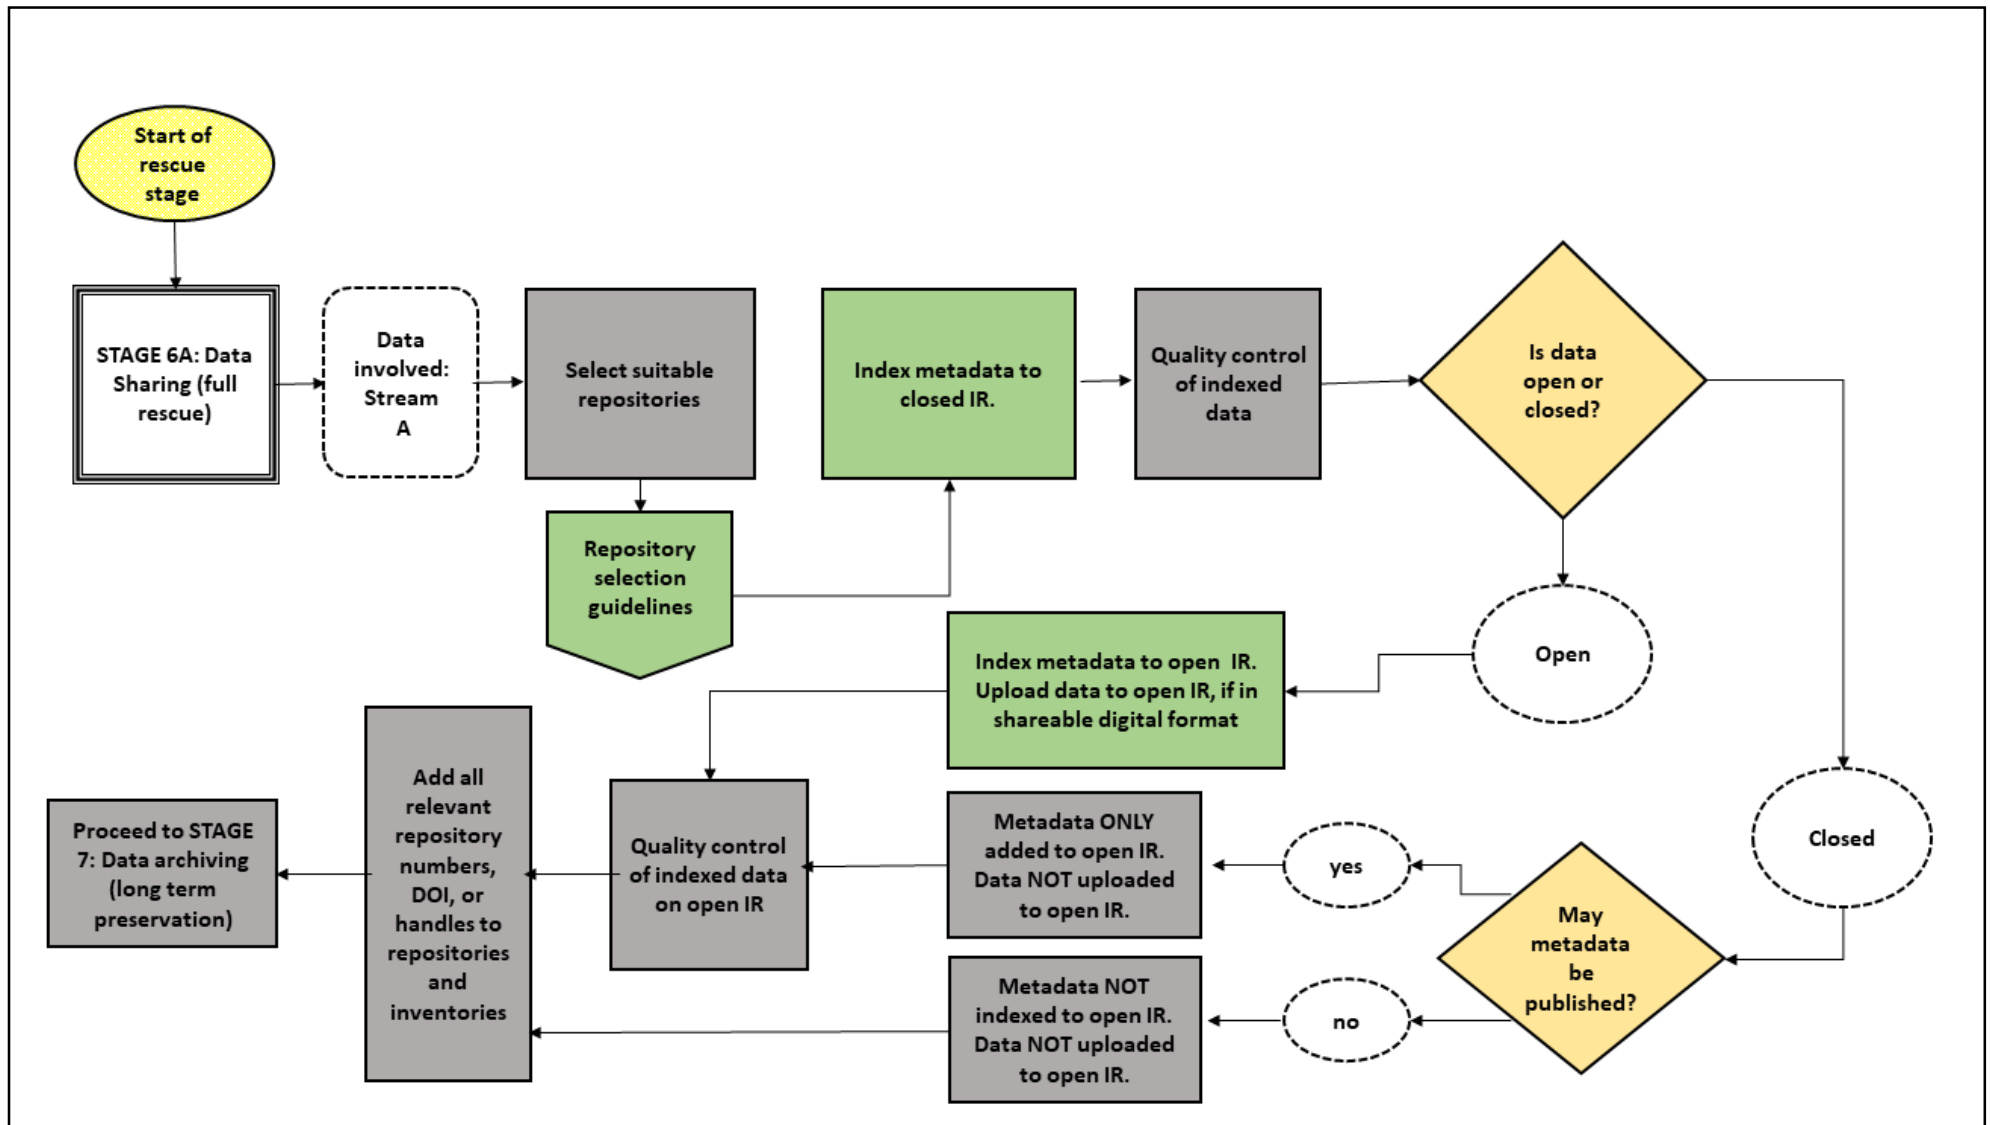 Start of
rescue
stage
STAGE 6A: Data
Sharing (full
rescue)
Data
involved:
Stream
A
Select suitable
repositories
Repository
selection
guidelines
Index metadata to
closed IR.
Quality control
of indexed
data
Is data
open or
closed?
Open
Closed
Index metadata to open  IR.
Upload data to open IR, if in
shareable digital format
May
metadata
be
published?
yes
no
Metadata ONLY
added to open IR.
Data NOT uploaded
to open IR.
Metadata NOT
indexed to open IR.
Data NOT uploaded
to open IR.
Quality control
of indexed data
on open IR
Add all
relevant
repository
numbers,
DOI, or
handles to
repositories
and
inventories
Proceed to STAGE
7: Data archiving
(long term
preservation)